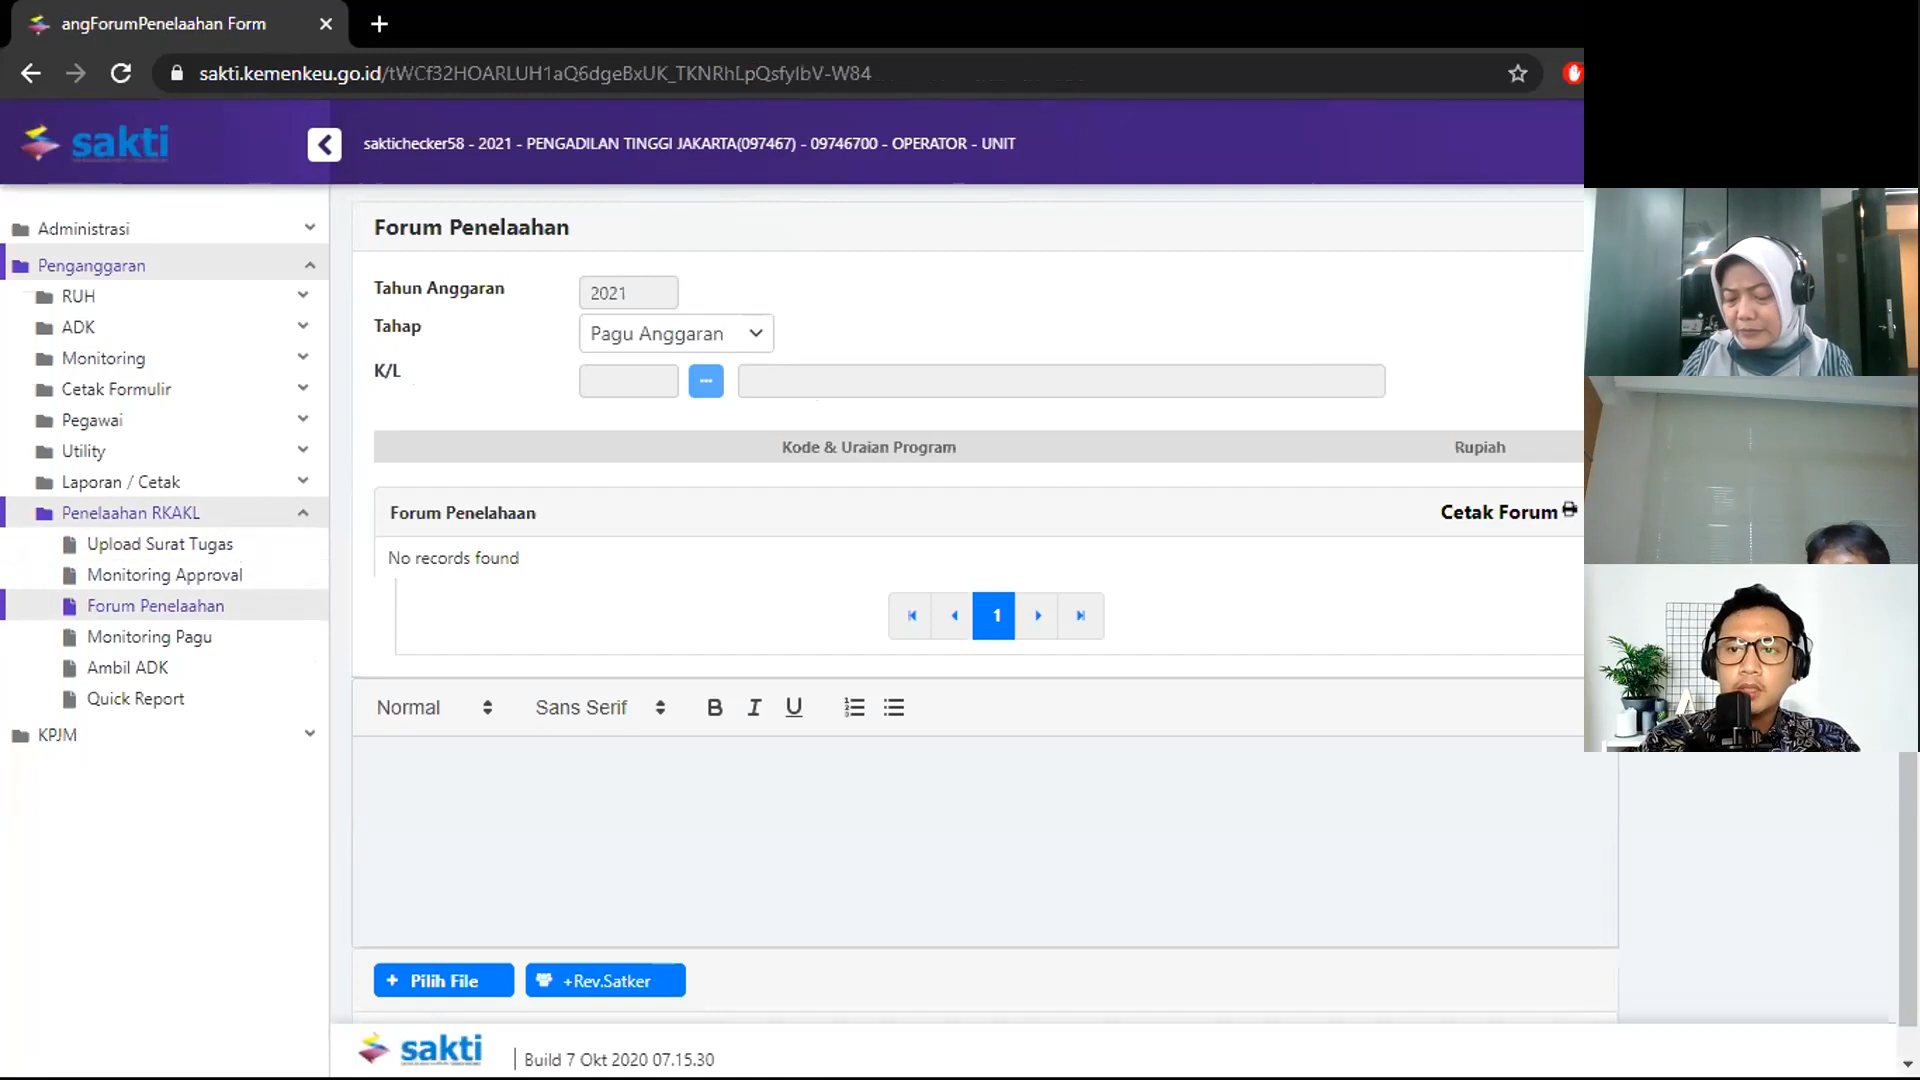 angForumPenelaahan Form
sakti.kemenkeu.go.id/tWCf32HOARLUH1aQ6dgeBxUK_TKNRhLpQsfylbV-W84
sakti
saktichecker58 - 2021 - PENGADILAN TINGGI JAKARTA(097467) - 09746700 - OPERATOR - UNIT
Administrasi
Penganggaran
RUH
ADK
Monitoring
Cetak Formulir
Pegawai
Utility
Laporan / Cetak
Penelaahan RKAKL
Upload Surat Tugas
Monitoring Approval
Forum Penelaahan
Monitoring Pagu
Ambil ADK
Quick Report
KPJM
Forum Penelaahan
Tahun Anggaran 2021
Tahap Pagu Anggaran
K/L
Kode & Uraian Program Rupiah
Forum Penelahaan Cetak Forum
No records found
1
Normal Sans Serif B I U
+ Pilih File +Rev.Satker
sakti | Build 7 Okt 2020 07.15.30